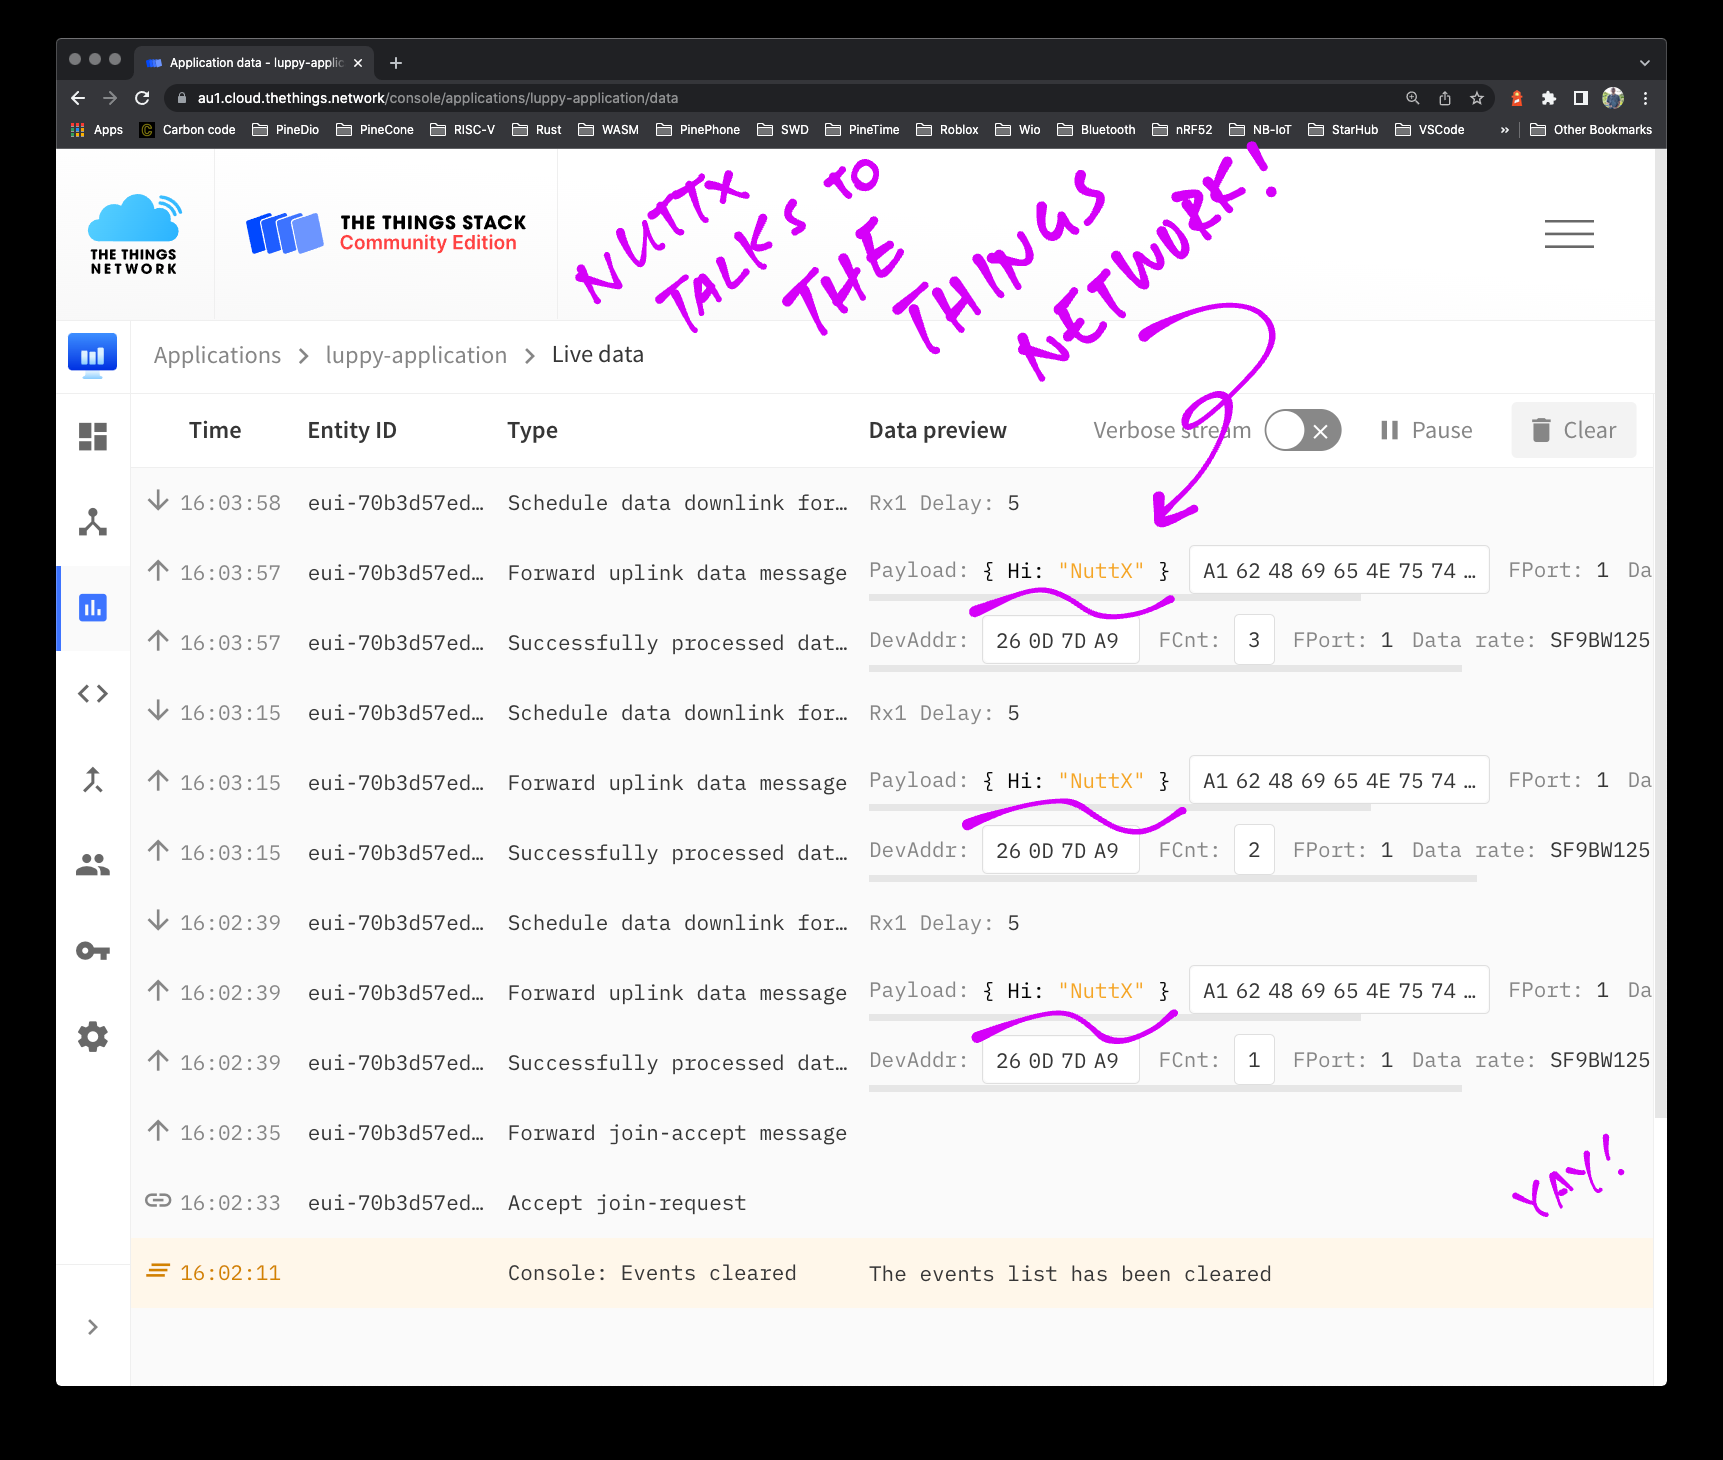 Application data - luppy-applic
au1.cloud.thethings.network/console/applications/luppy-application/data
Apps Carbon code PineDio PineCone RISC-V Rust WASM PinePhone SWD PineTime Roblox Wio Bluetooth nRF52 NB-IoT StarHub VSCode » Other Bookmarks
THE THINGS
NETWORK
THE THINGS STACK
Community Edition
NUTTX
TALKS TO
THE
THINGS
NETWORK!
Applications > luppy-application > Live data
Time Entity ID Type Data preview Verbose stream Pause Clear
16:03:58 eui-70b3d57ed… Schedule data downlink for… Rx1 Delay: 5
16:03:57 eui-70b3d57ed… Forward uplink data message Payload: { Hi: "NuttX" } A1 62 48 69 65 4E 75 74 … FPort: 1 Da
16:03:57 eui-70b3d57ed… Successfully processed dat… DevAddr: 26 0D 7D A9 FCnt: 3 FPort: 1 Data rate: SF9BW125
16:03:15 eui-70b3d57ed… Schedule data downlink for… Rx1 Delay: 5
16:03:15 eui-70b3d57ed… Forward uplink data message Payload: { Hi: "NuttX" } A1 62 48 69 65 4E 75 74 … FPort: 1 Da
16:03:15 eui-70b3d57ed… Successfully processed dat… DevAddr: 26 0D 7D A9 FCnt: 2 FPort: 1 Data rate: SF9BW125
16:02:39 eui-70b3d57ed… Schedule data downlink for… Rx1 Delay: 5
16:02:39 eui-70b3d57ed… Forward uplink data message Payload: { Hi: "NuttX" } A1 62 48 69 65 4E 75 74 … FPort: 1 Da
16:02:39 eui-70b3d57ed… Successfully processed dat… DevAddr: 26 0D 7D A9 FCnt: 1 FPort: 1 Data rate: SF9BW125
16:02:35 eui-70b3d57ed… Forward join-accept message
16:02:33 eui-70b3d57ed… Accept join-request
YAY!
16:02:11 Console: Events cleared The events list has been cleared